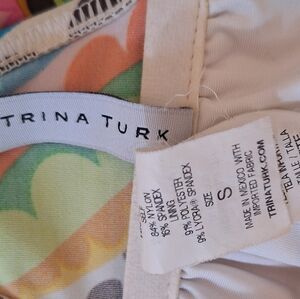 TRINA TURK
SELF
84% NYLON
16% SPANDEX
LINING
91% POLYESTER
9% LYCRA® SPANDEX
SIZE
S
MADE IN MEXICO WITH
IMPORTED FABRIC
TRINATURK.COM